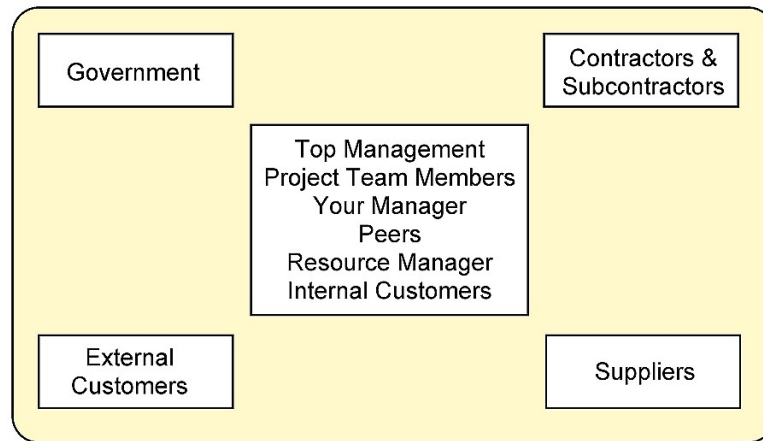 Government
Contractors &
Subcontractors
Top Management
Project Team Members
Your Manager
Peers
Resource Manager
Internal Customers
External
Customers
Suppliers